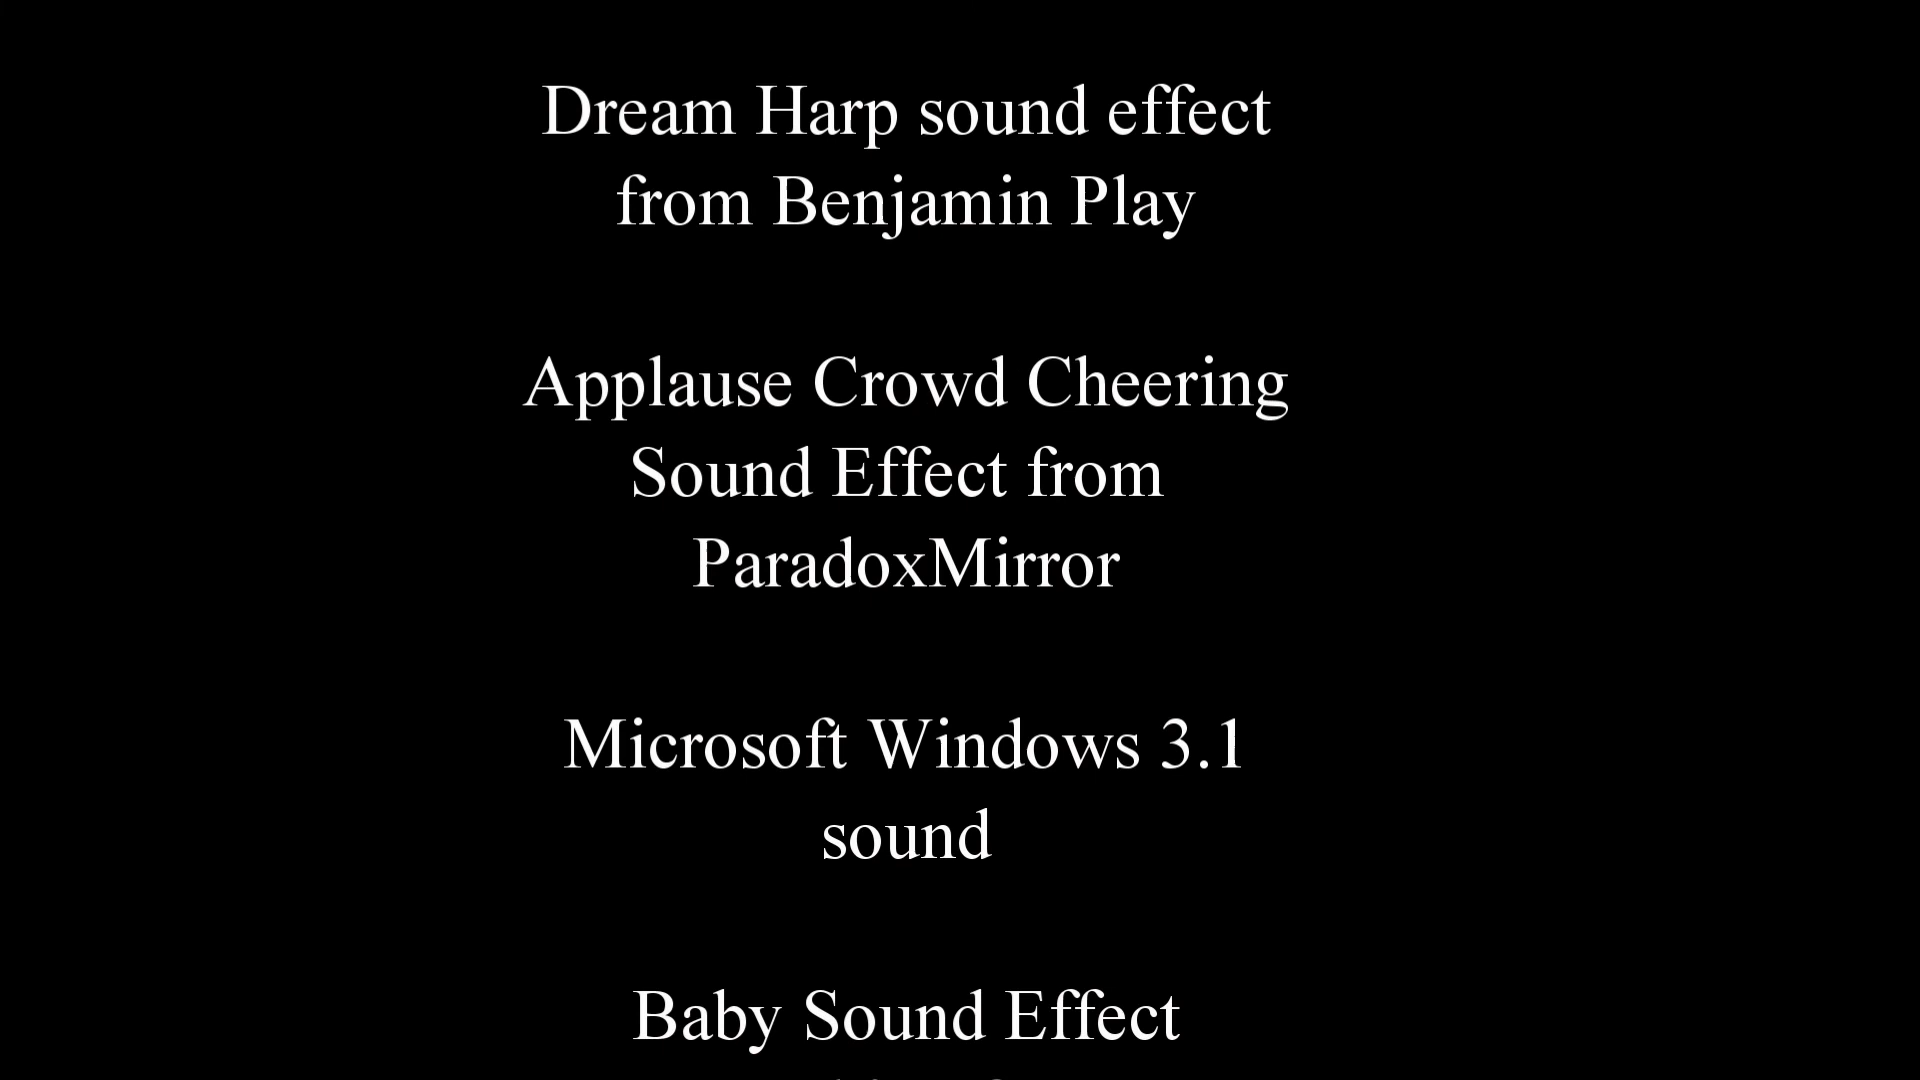 Dream Harp sound effect
from Benjamin Play
Applause Crowd Cheering
Sound Effect from
ParadoxMirror
Microsoft Windows 3.1
sound
Baby Sound Effect